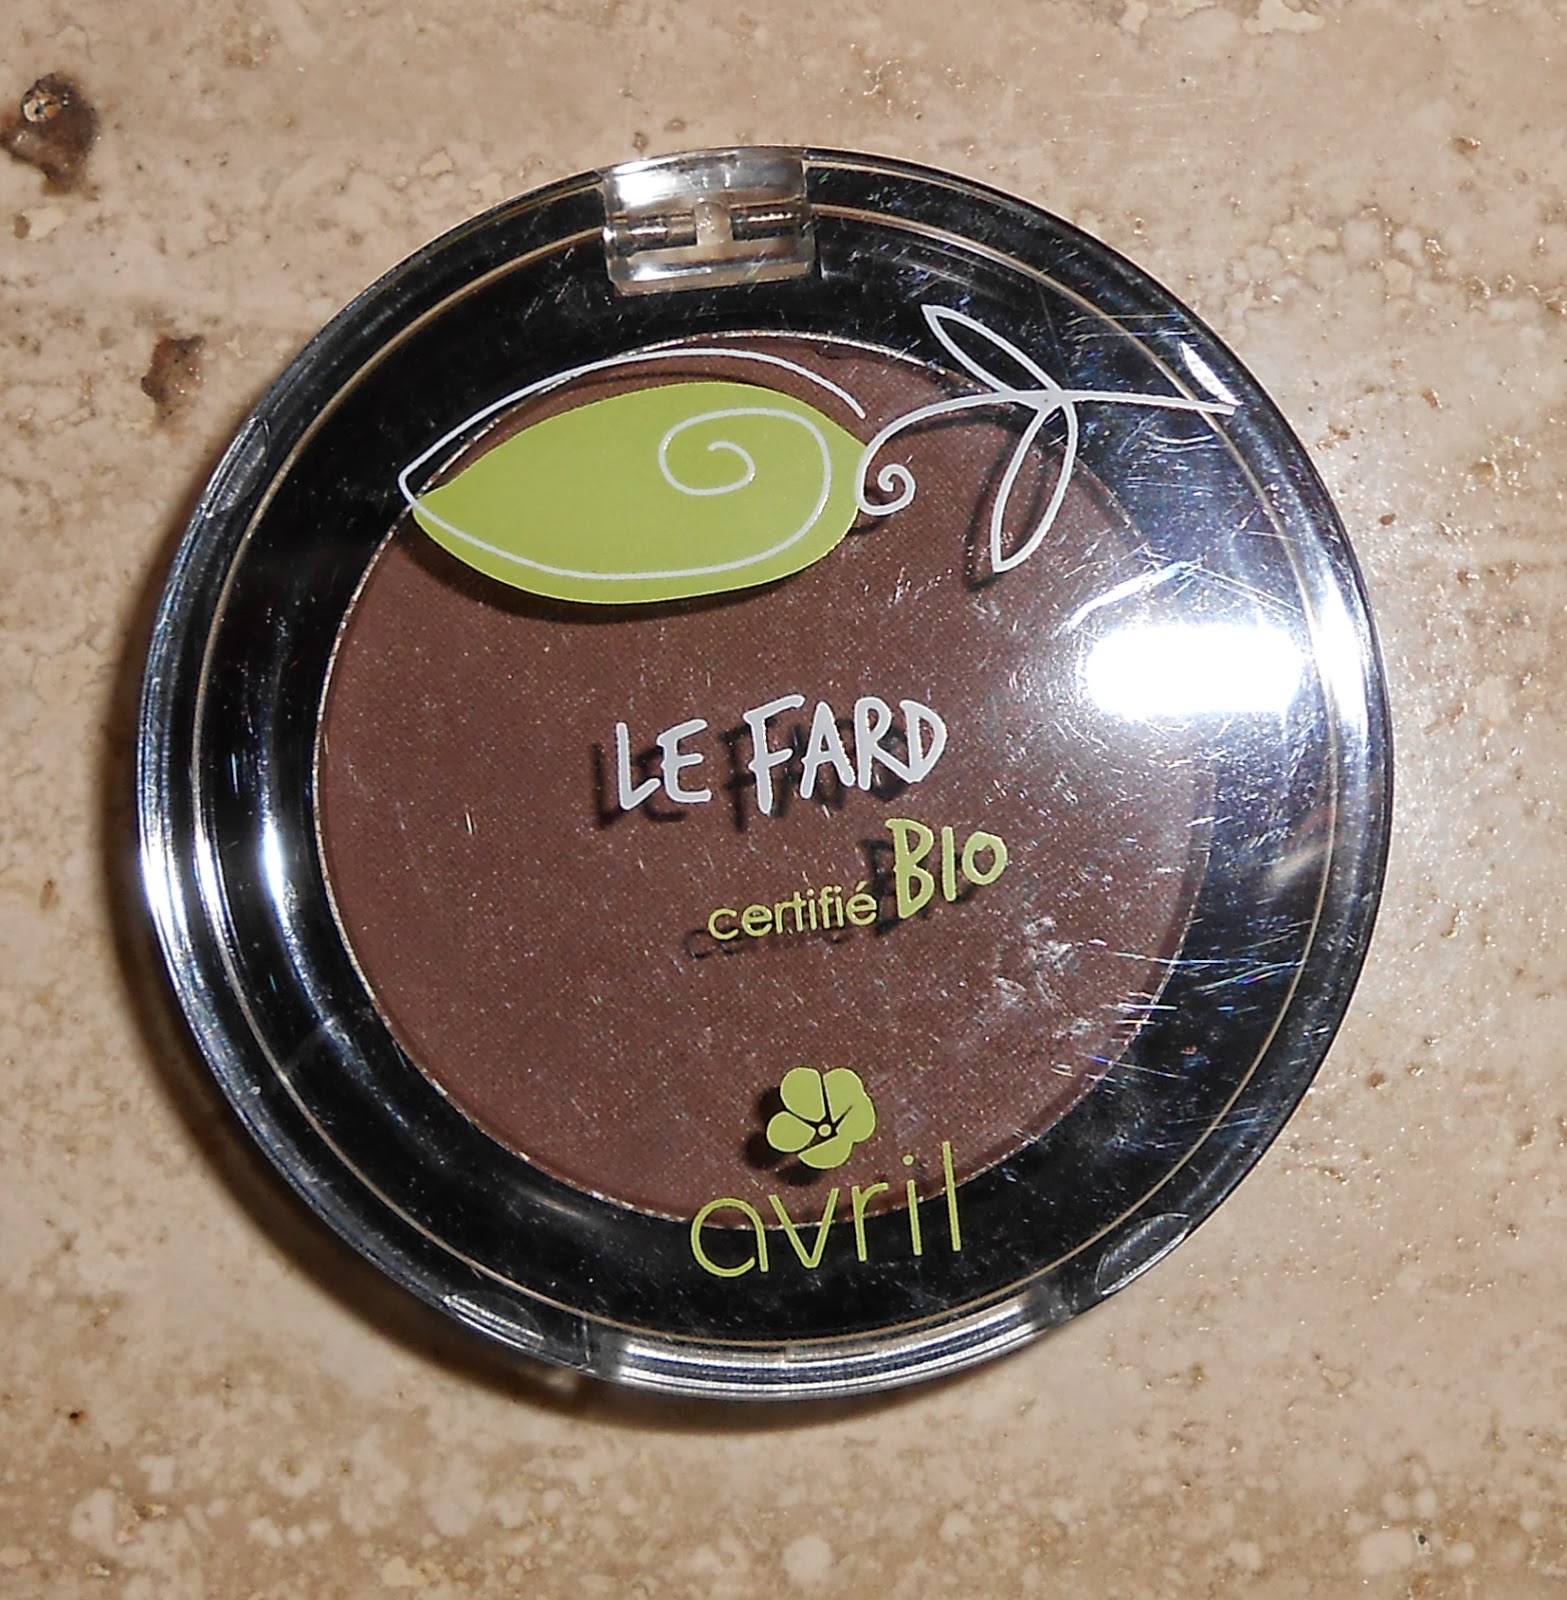 LE FARD
certifié BIO
avril